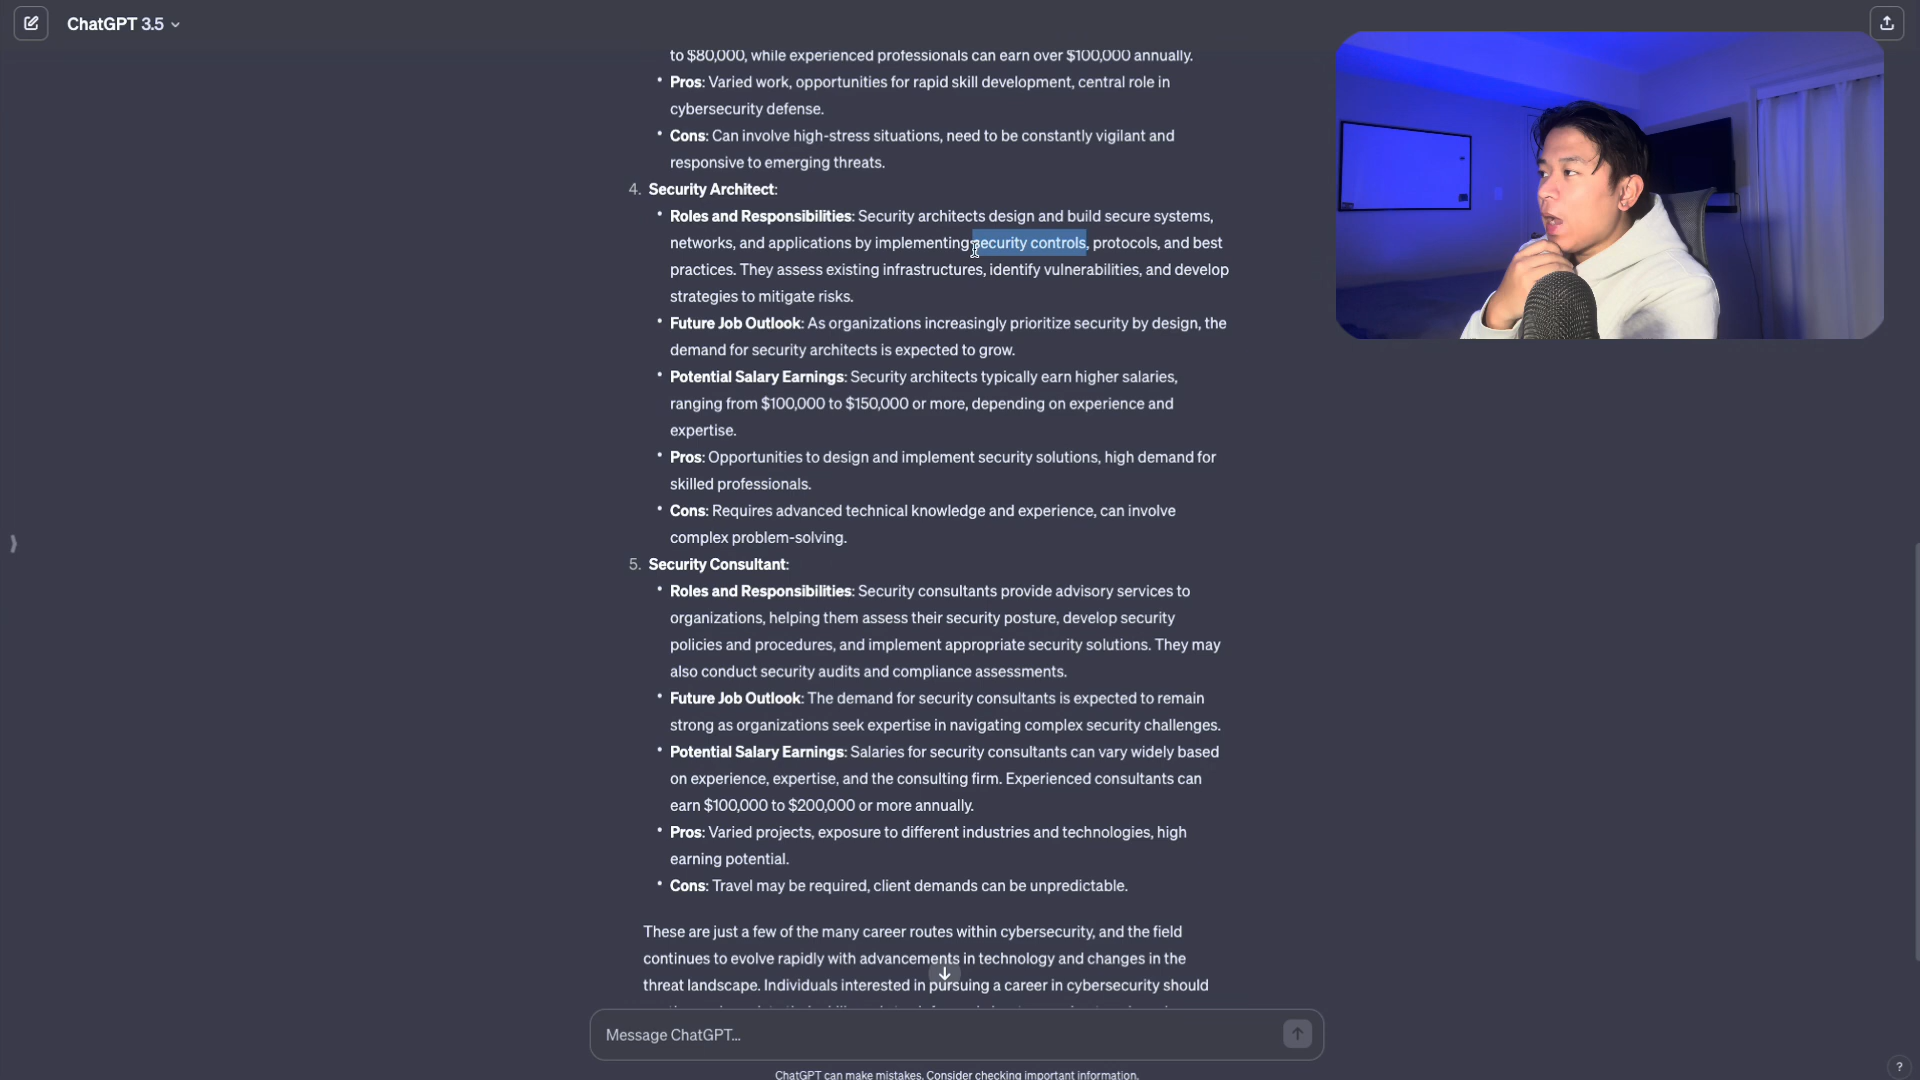 ChatGPT 3.5
to $80,000, while experienced professionals can earn over $100,000 annually.
• Pros: Varied work, opportunities for rapid skill development, central role in
cybersecurity defense.
• Cons: Can involve high-stress situations, need to be constantly vigilant and
responsive to emerging threats.
4. Security Architect:
• Roles and Responsibilities: Security architects design and build secure systems,
networks, and applications by implementing security controls, protocols, and best
practices. They assess existing infrastructures, identify vulnerabilities, and develop
strategies to mitigate risks.
• Future Job Outlook: As organizations increasingly prioritize security by design, the
demand for security architects is expected to grow.
• Potential Salary Earnings: Security architects typically earn higher salaries,
ranging from $100,000 to $150,000 or more, depending on experience and
expertise.
• Pros: Opportunities to design and implement security solutions, high demand for
skilled professionals.
• Cons: Requires advanced technical knowledge and experience, can involve
complex problem-solving.
5. Security Consultant:
• Roles and Responsibilities: Security consultants provide advisory services to
organizations, helping them assess their security posture, develop security
policies and procedures, and implement appropriate security solutions. They may
also conduct security audits and compliance assessments.
• Future Job Outlook: The demand for security consultants is expected to remain
strong as organizations seek expertise in navigating complex security challenges.
• Potential Salary Earnings: Salaries for security consultants can vary widely based
on experience, expertise, and the consulting firm. Experienced consultants can
earn $100,000 to $200,000 or more annually.
• Pros: Varied projects, exposure to different industries and technologies, high
earning potential.
• Cons: Travel may be required, client demands can be unpredictable.
These are just a few of the many career routes within cybersecurity, and the field
continues to evolve rapidly with advancements in technology and changes in the
threat landscape. Individuals interested in pursuing a career in cybersecurity should
Message ChatGPT...
ChatGPT can make mistakes. Consider checking important information.
?